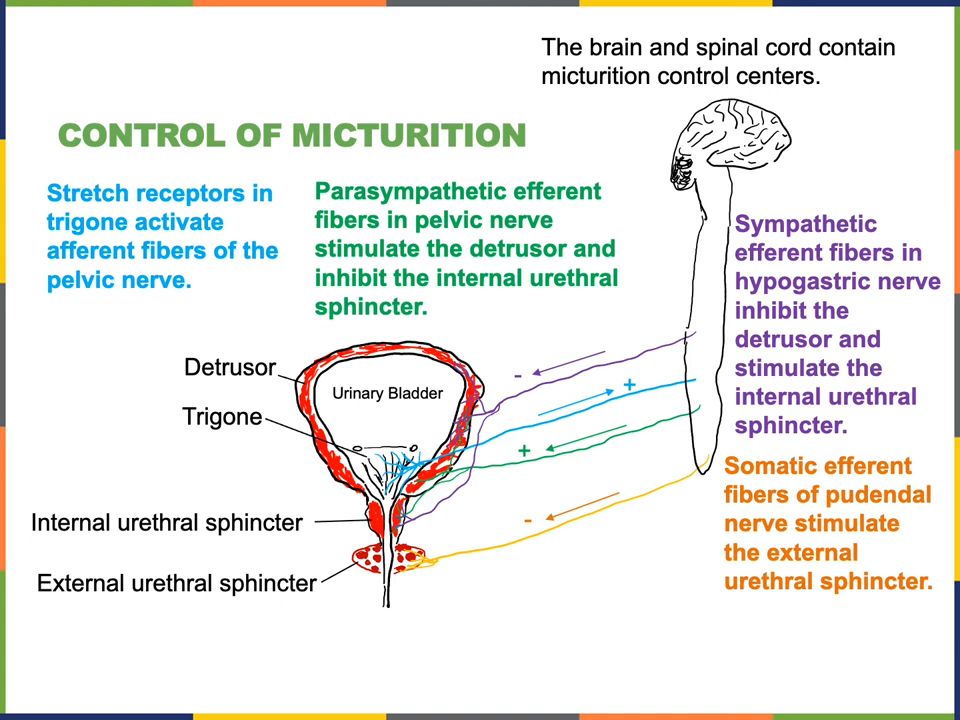 The brain and spinal cord contain
micturition control centers.
CONTROL OF MICTURITION
Stretch receptors in
trigone activate
afferent fibers of the
pelvic nerve.
Parasympathetic efferent
fibers in pelvic nerve
stimulate the detrusor and
inhibit the internal urethral
sphincter.
Sympathetic
efferent fibers in
hypogastric nerve
inhibit the
detrusor and
stimulate the
internal urethral
sphincter.
Detrusor
Urinary Bladder
Trigone
-
+
+
-
Somatic efferent
fibers of pudendal
nerve stimulate
the external
urethral sphincter.
Internal urethral sphincter
External urethral sphincter